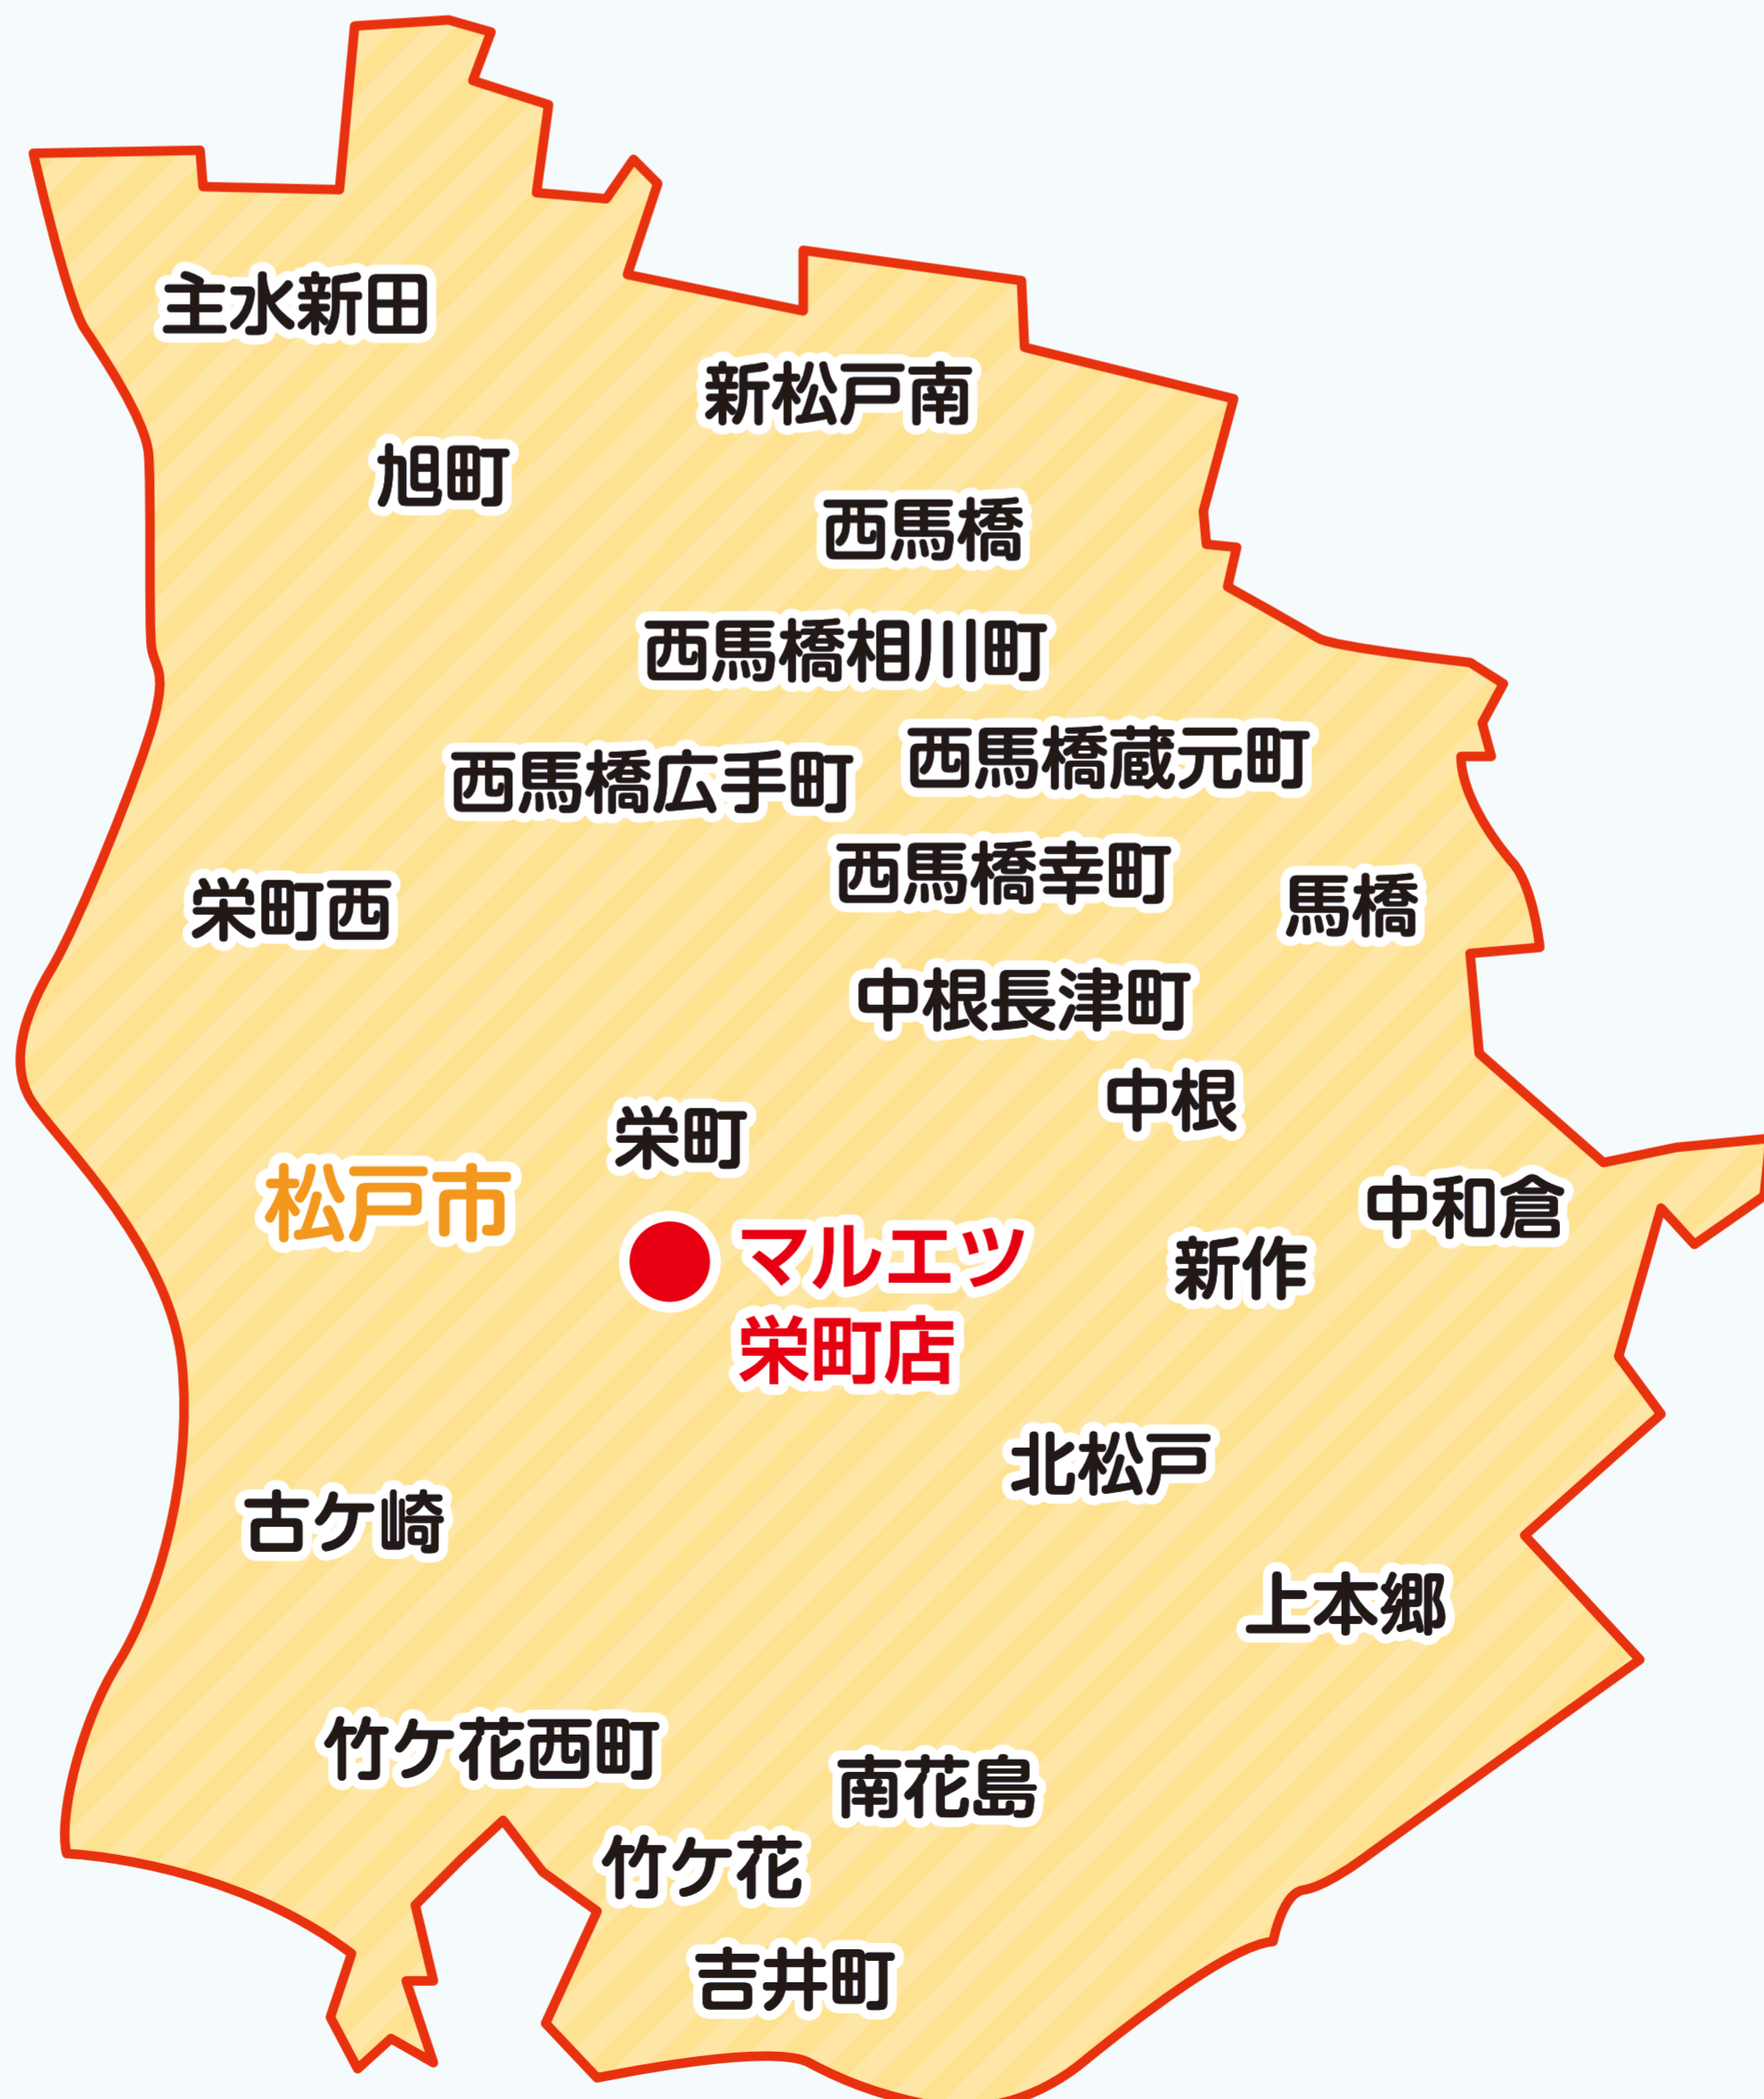 主水新田
新松戸南
旭町
西馬橋
西馬橋相川町
西馬橋蔵元町
西馬橋広手町
西馬橋幸町
栄町西
馬橋
中根長津町
中根
栄町
松戸市
中和倉
マルエツ
栄町店
新作
北松戸
古ケ崎
上本郷
竹ケ花西町
南花島
竹ケ花
吉井町